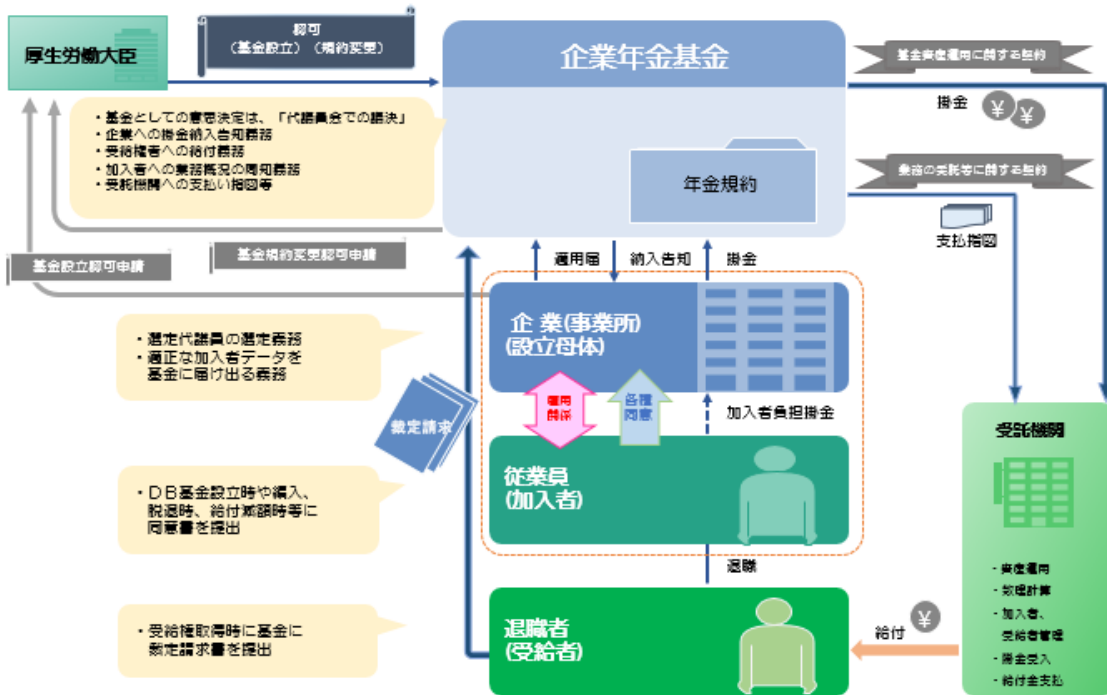 厚生労働大臣
認可
(基金設立)(規約変更)
企業年金基金
基金資産運用に関する契約
掛金
¥ ¥
・基金としての意思決定は、「代議員会での議決」
・企業への掛金納入告知義務
・受給権者への給付義務
・加入者への業務概況の周知義務
・受託機関への支払い指図等
年金規約
業務の委託等に関する契約
支払指図
基金設立認可申請
基金規約変更認可申請
適用届
納入告知
掛金
企 業(事業所)
(設立母体)
・選定代議員の選定義務
・適正な加入者データを
基金に届け出る義務
裁定請求
雇用
関係
各種
同意
加入者負担掛金
従業員
(加入者)
・DB基金設立時や編入、
脱退時、給付減額時等に
同意書を提出
退職
受託機関
・資産運用
・数理計算
・加入者、
受給者管理
・掛金受入
・給付金支払
・受給権取得時に基金に
裁定請求書を提出
退職者
(受給者)
給付
¥